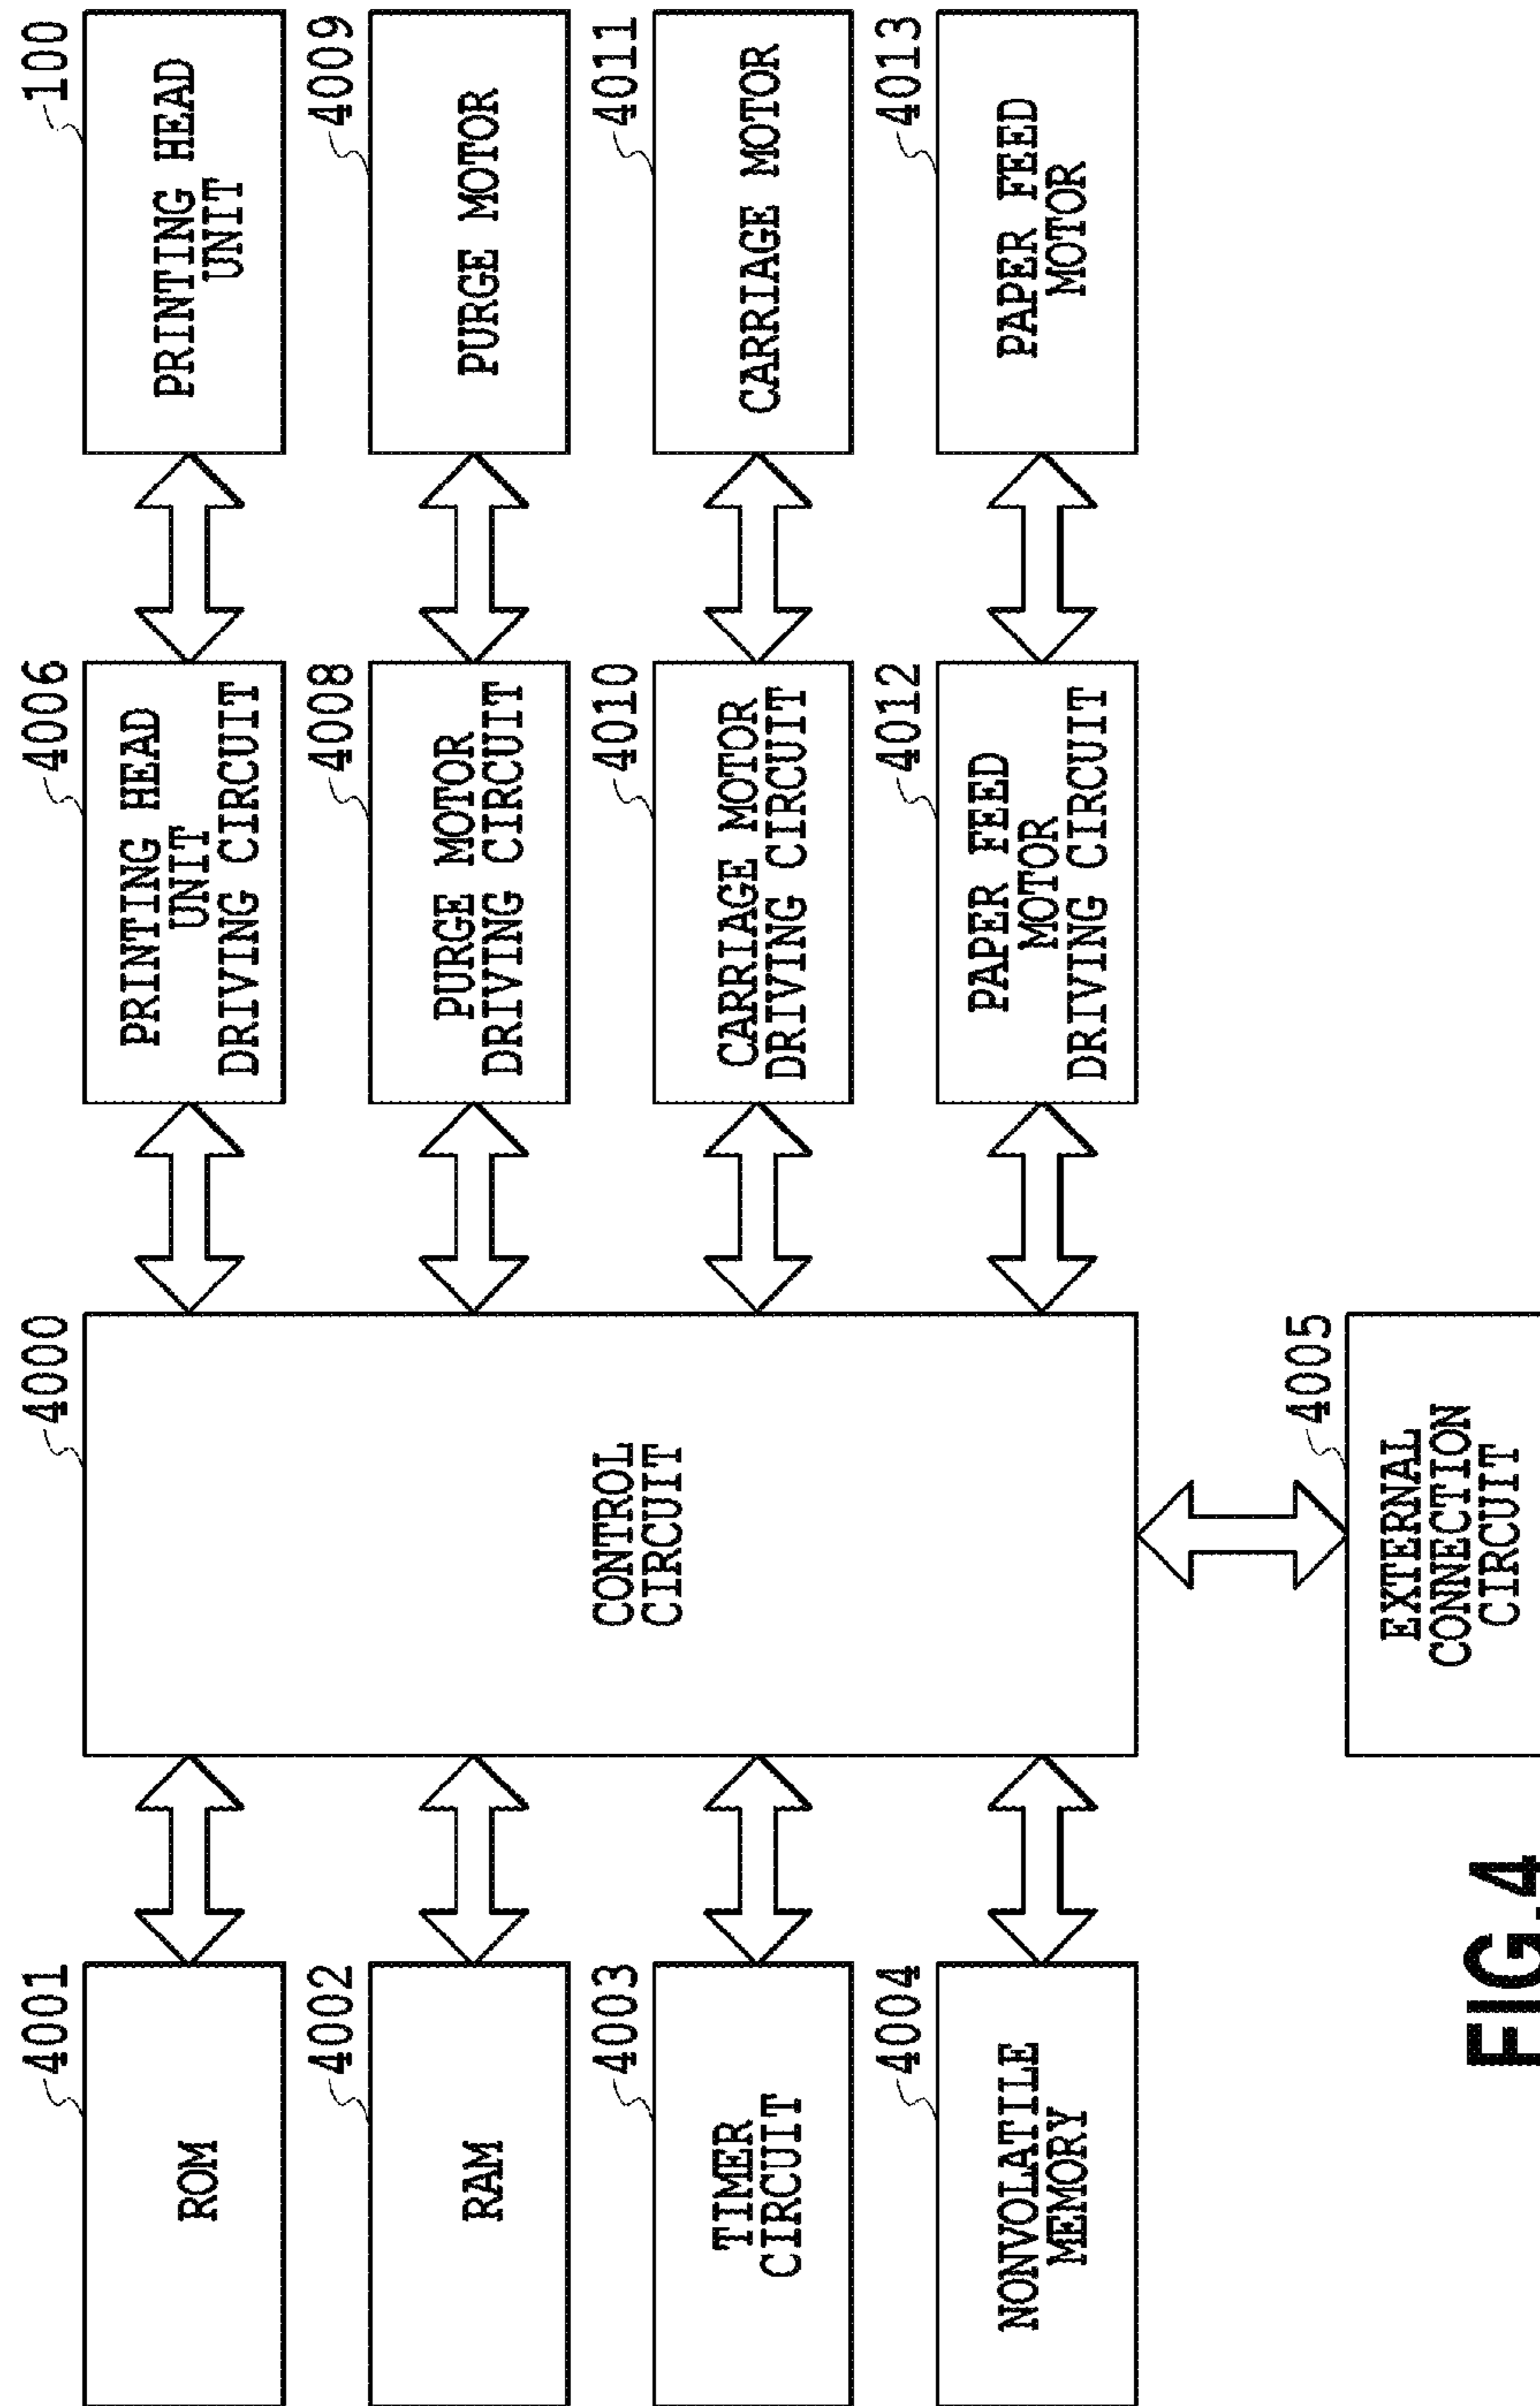 4001
ROM
4002
RAM
4003
TIMER
CIRCUIT
4004
NONVOLATILE
MEMORY
4000
CONTROL
CIRCUIT
4005
EXTERNAL
CONNECTION
CIRCUIT
4006
PRINTING HEAD
UNIT
DRIVING CIRCUIT
4008
PURGE MOTOR
DRIVING CIRCUIT
4010
CARRIAGE MOTOR
DRIVING CIRCUIT
4012
PAPER FEED
MOTOR
DRIVING CIRCUIT
100
PRINTING HEAD
UNIT
4009
PURGE MOTOR
4011
CARRIAGE MOTOR
4013
PAPER FEED
MOTOR
FIG.4